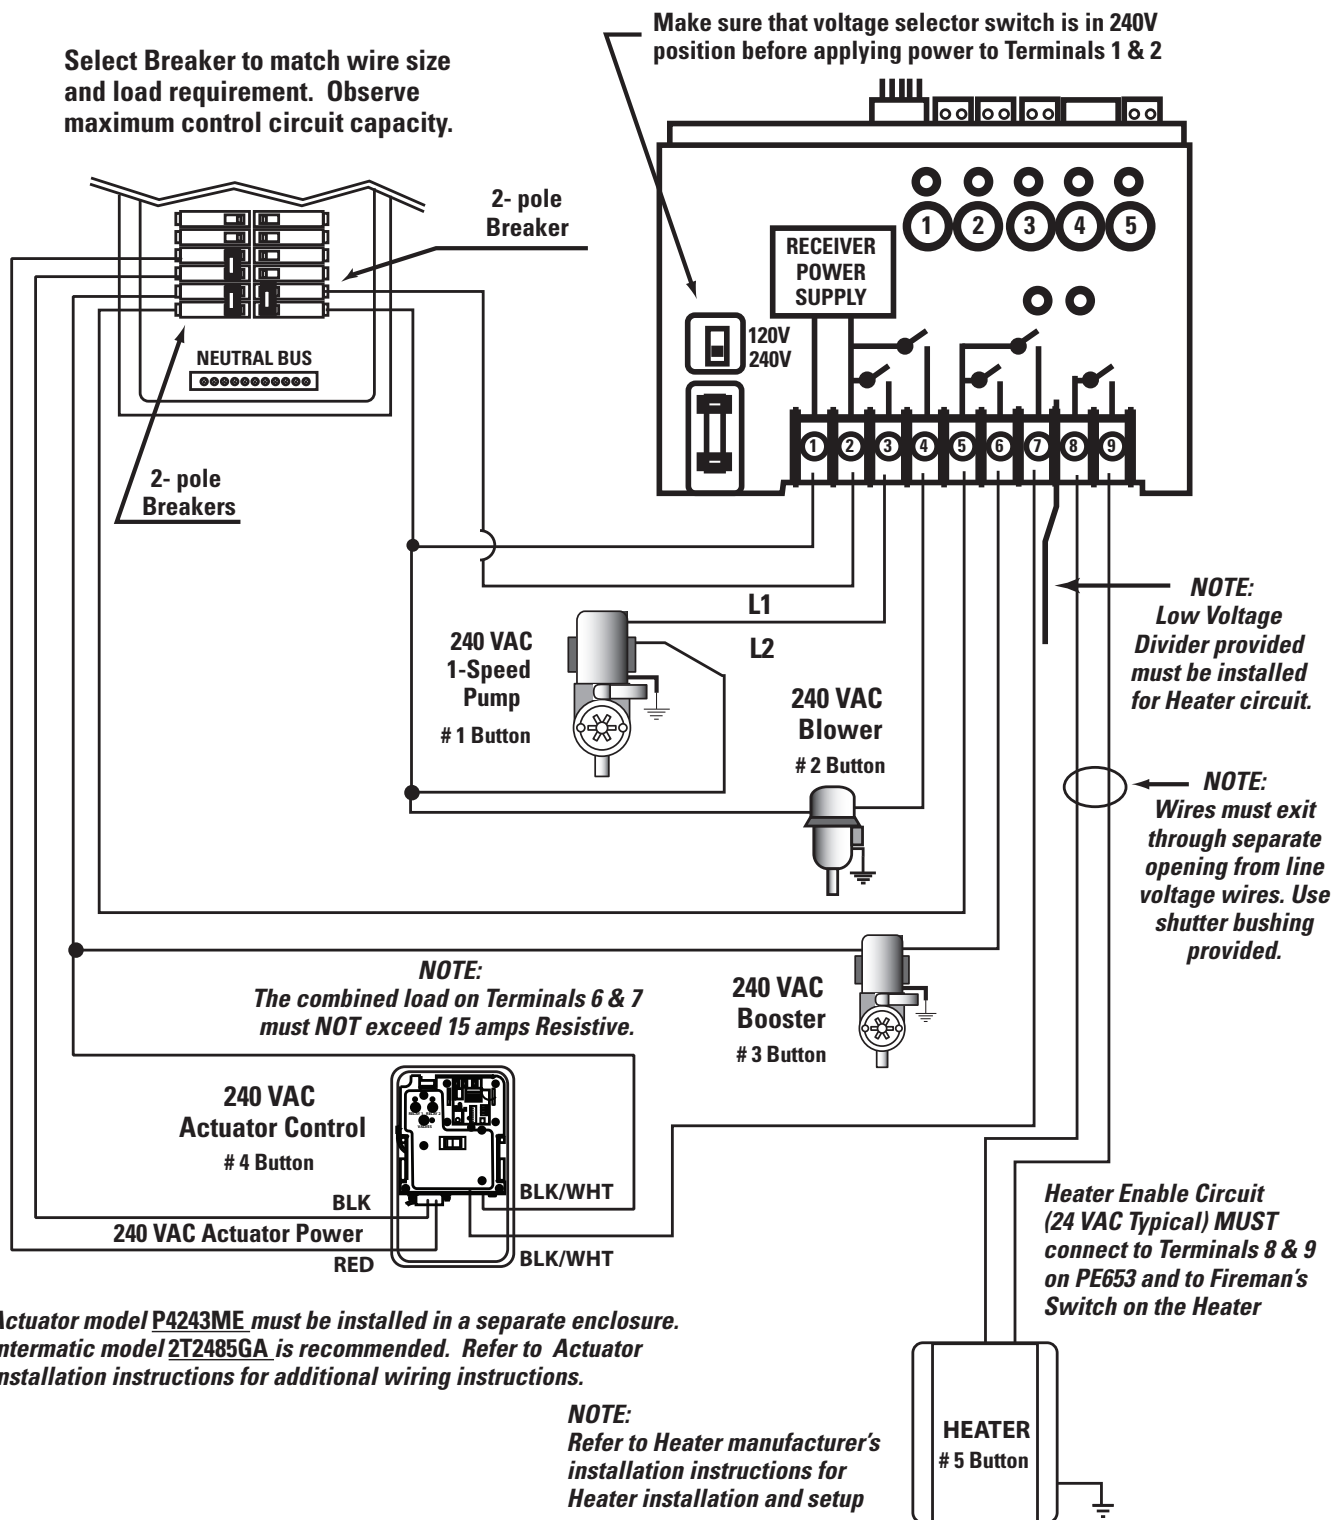 Make sure that voltage selector switch is in 240V
position before applying power to Terminals 1 & 2
Select Breaker to match wire size
and load requirement. Observe
maximum control circuit capacity.
2- pole
Breaker
1 2 3 4 5
RECEIVER
POWER
SUPPLY
120V
240V
NEUTRAL BUS
1 2 3 4 5 6 7 8 9
2- pole
Breakers
L1
L2
240 VAC
1-Speed
Pump
# 1 Button
NOTE:
Low Voltage
Divider provided
must be installed
for Heater circuit.
240 VAC
Blower
# 2 Button
NOTE:
Wires must exit
through separate
opening from line
voltage wires. Use
shutter bushing
provided.
NOTE:
The combined load on Terminals 6 & 7
must NOT exceed 15 amps Resistive.
240 VAC
Booster
# 3 Button
240 VAC
Actuator Control
# 4 Button
BLK
BLK/WHT
240 VAC Actuator Power
RED
BLK/WHT
Heater Enable Circuit
(24 VAC Typical) MUST
connect to Terminals 8 & 9
on PE653 and to Fireman's
Switch on the Heater
Actuator model P4243ME must be installed in a separate enclosure.
ntermatic model 2T2485GA is recommended. Refer to Actuator
nstallation instructions for additional wiring instructions.
NOTE:
Refer to Heater manufacturer's
installation instructions for
Heater installation and setup
HEATER
# 5 Button